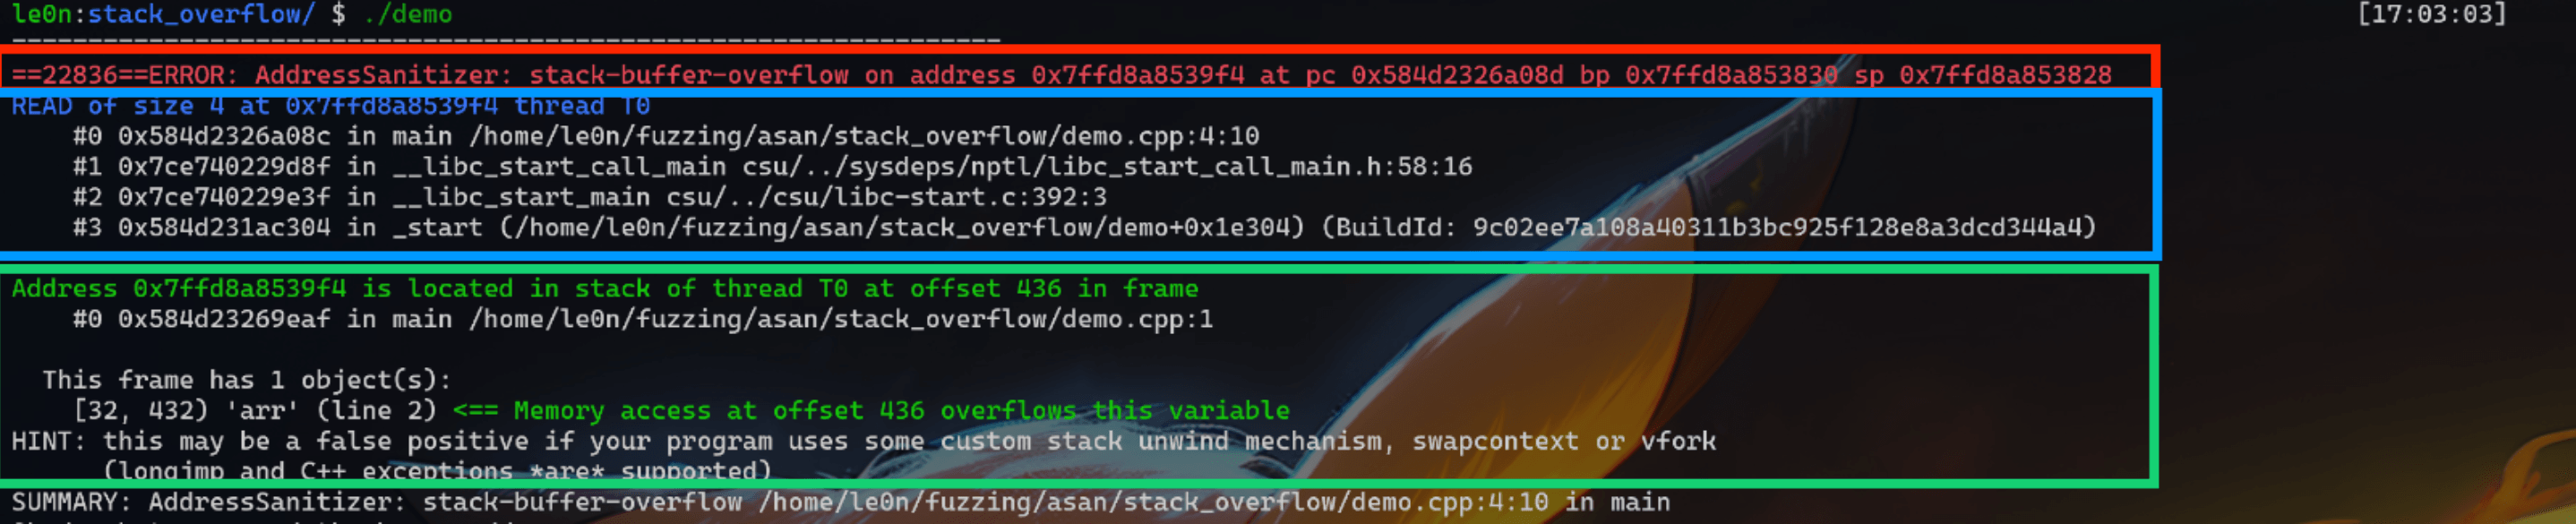 le0n:stack_overflow/ $ ./demo [17:03:03]
-----------------------------------------------------------------
==22836==ERROR: AddressSanitizer: stack-buffer-overflow on address 0x7ffd8a8539f4 at pc 0x584d2326a08d bp 0x7ffd8a853830 sp 0x7ffd8a853828
READ of size 4 at 0x7ffd8a8539f4 thread T0
    #0 0x584d2326a08c in main /home/le0n/fuzzing/asan/stack_overflow/demo.cpp:4:10
    #1 0x7ce740229d8f in __libc_start_call_main csu/../sysdeps/nptl/libc_start_call_main.h:58:16
    #2 0x7ce740229e3f in __libc_start_main csu/../csu/libc-start.c:392:3
    #3 0x584d231ac304 in _start (/home/le0n/fuzzing/asan/stack_overflow/demo+0x1e304) (BuildId: 9c02ee7a108a40311b3bc925f128e8a3dcd344a4)
Address 0x7ffd8a8539f4 is located in stack of thread T0 at offset 436 in frame
    #0 0x584d23269eaf in main /home/le0n/fuzzing/asan/stack_overflow/demo.cpp:1
  This frame has 1 object(s):
    [32, 432) 'arr' (line 2) <== Memory access at offset 436 overflows this variable
HINT: this may be a false positive if your program uses some custom stack unwind mechanism, swapcontext or vfork
      (longjmp and C++ exceptions *are* supported)
SUMMARY: AddressSanitizer: stack-buffer-overflow /home/le0n/fuzzing/asan/stack_overflow/demo.cpp:4:10 in main